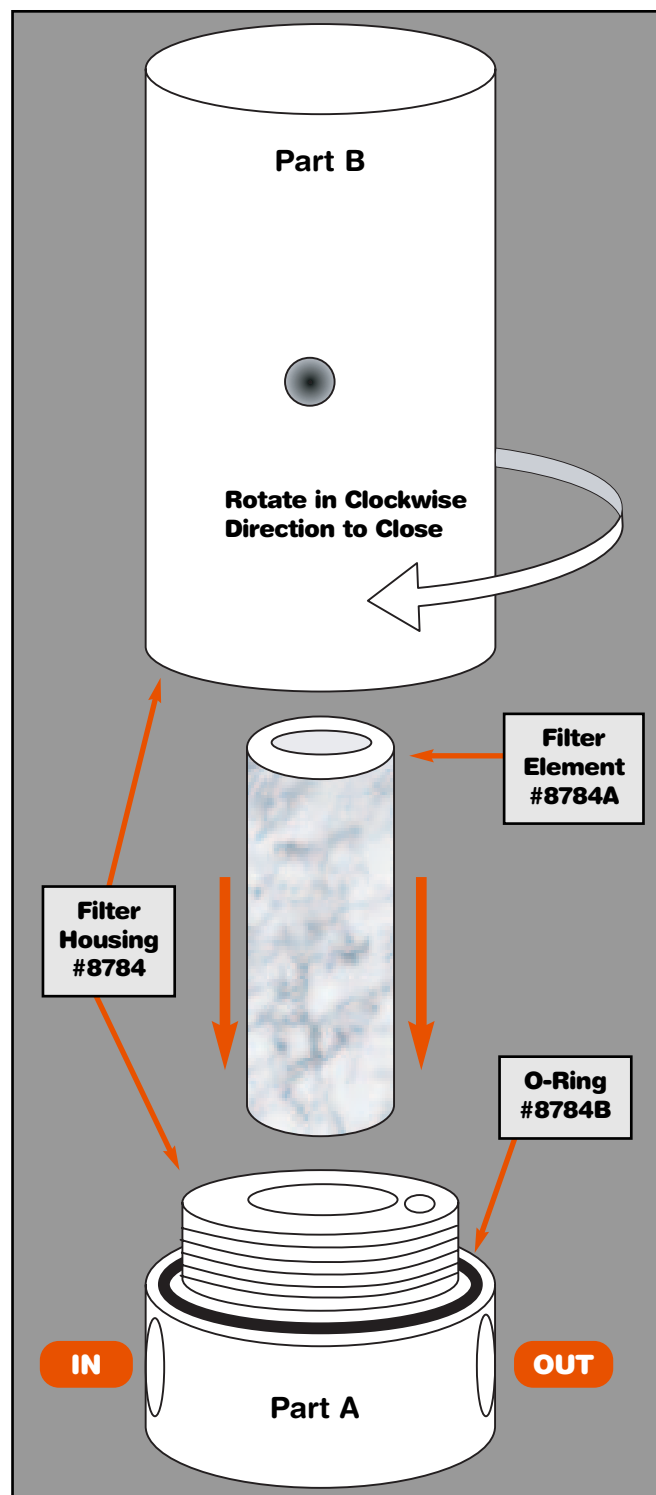 Part B
Rotate in Clockwise
Direction to Close
Filter
Element
#8784A
Filter
Housing
#8784
O-Ring
#8784B
IN
OUT
Part A